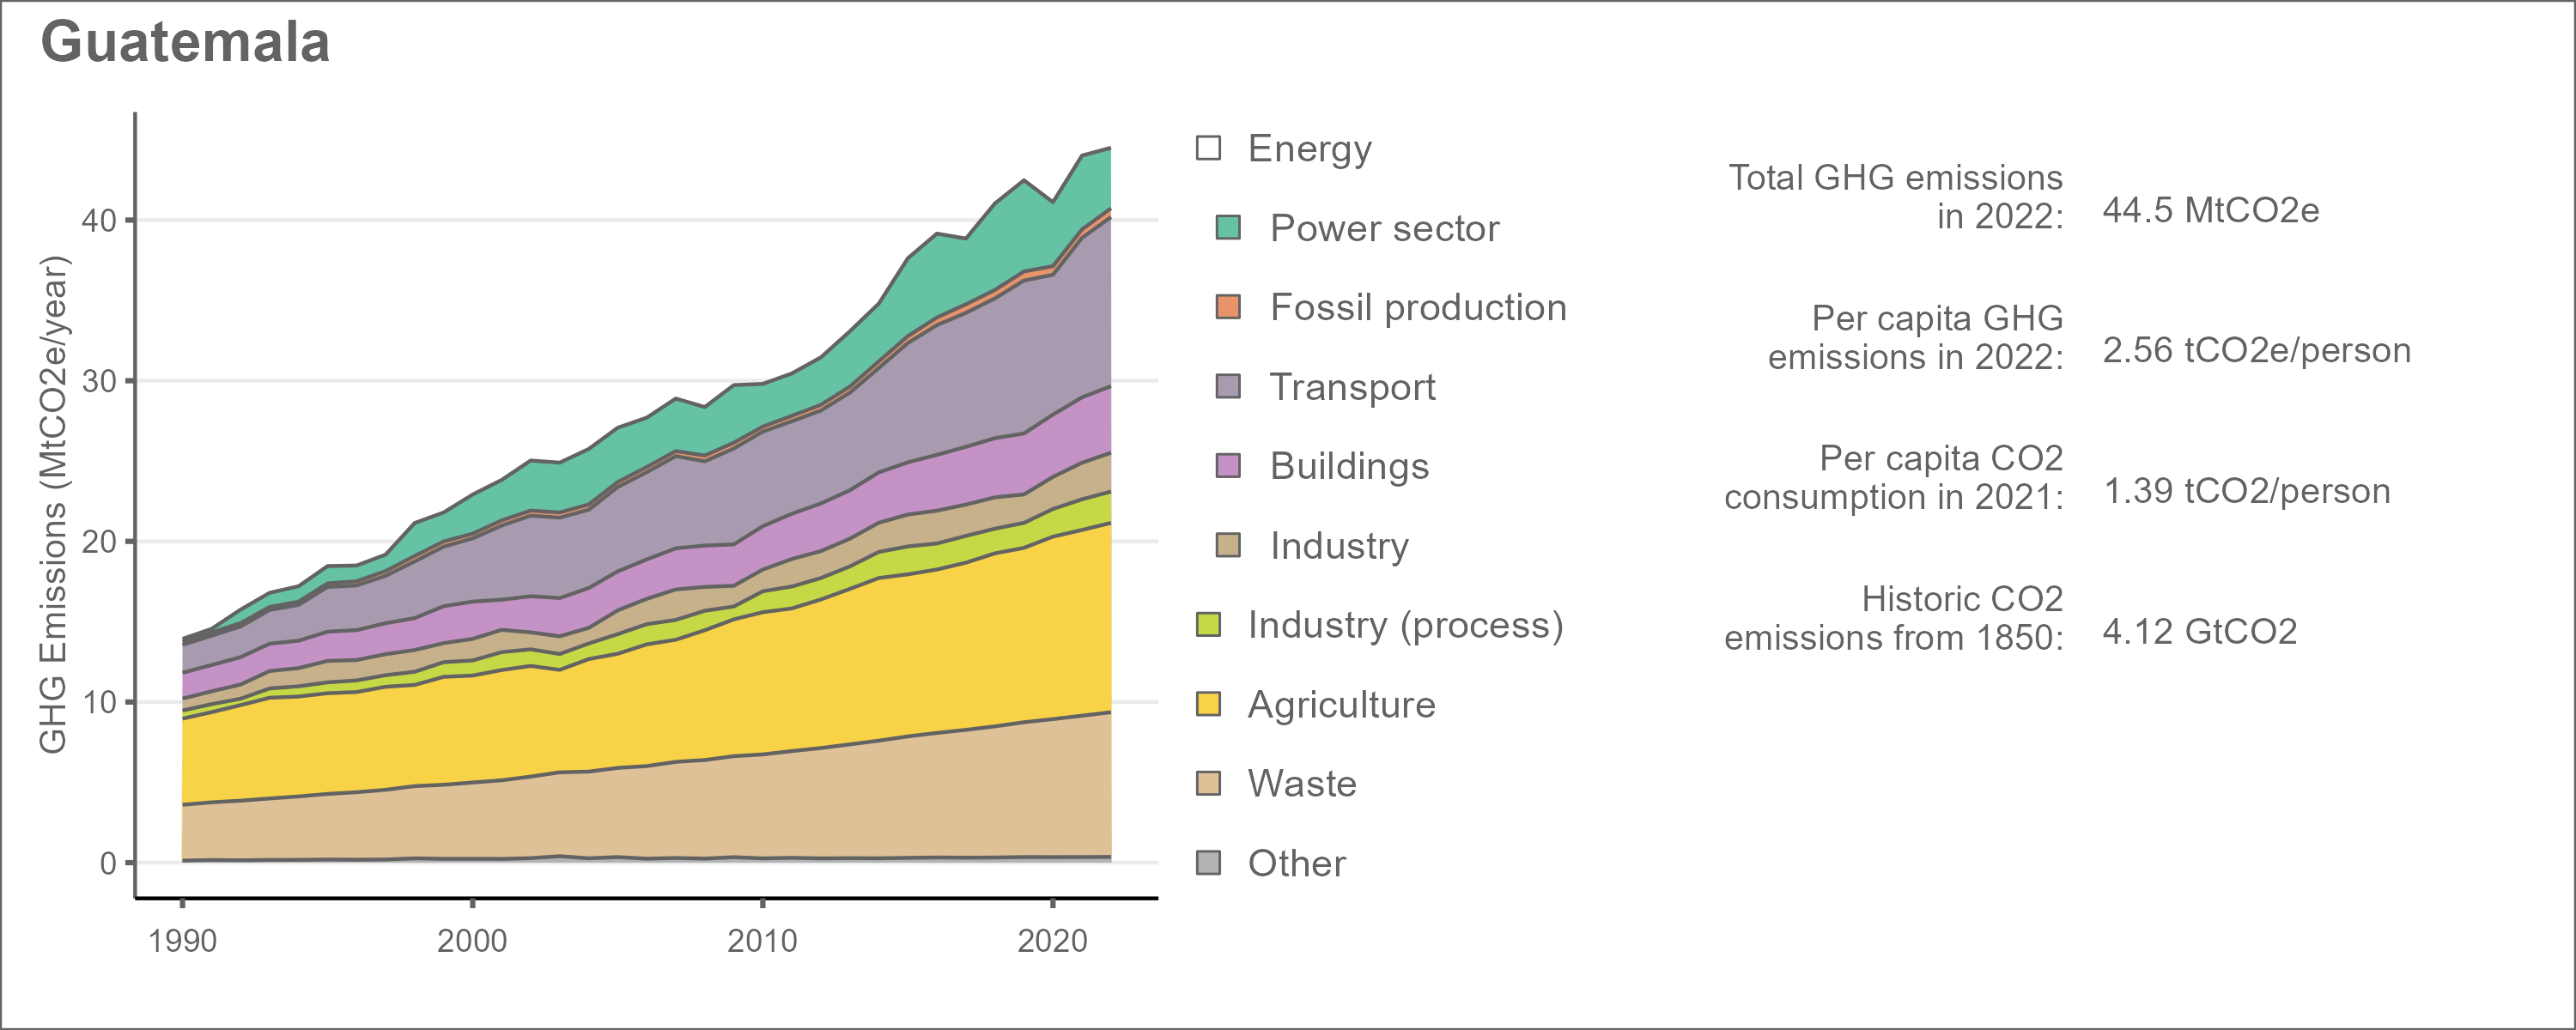 Guatemala
GHG Emissions (MtCO2e/year)
40
30
20
10
0
1990
2000
2010
2020
Energy
Power sector
Fossil production
Transport
Buildings
Industry
Industry (process)
Agriculture
Waste
Other
Total GHG emissions
in 2022:
44.5 MtCO2e
Per capita GHG
emissions in 2022:
2.56 tCO2e/person
Per capita CO2
consumption in 2021:
1.39 tCO2/person
Historic CO2
emissions from 1850:
4.12 GtCO2